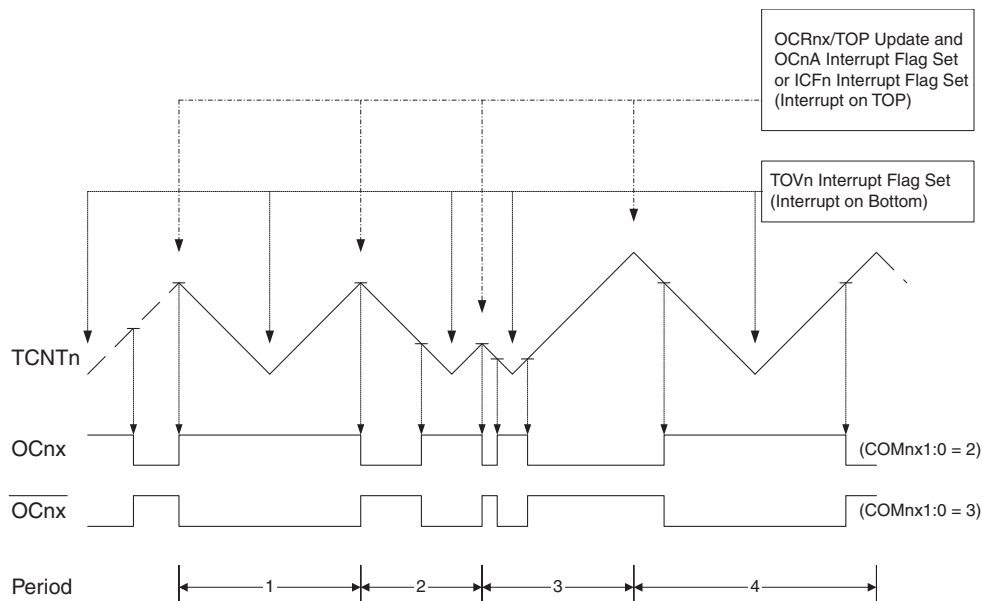 OCRnx/TOP Update and
OCnA Interrupt Flag Set
or ICFn Interrupt Flag Set
(Interrupt on TOP)
TOVn Interrupt Flag Set
(Interrupt on Bottom)
TCNTn
OCnx
(COMnx1:0 = 2)
OCnx
(COMnx1:0 = 3)
Period
1
2
3
4